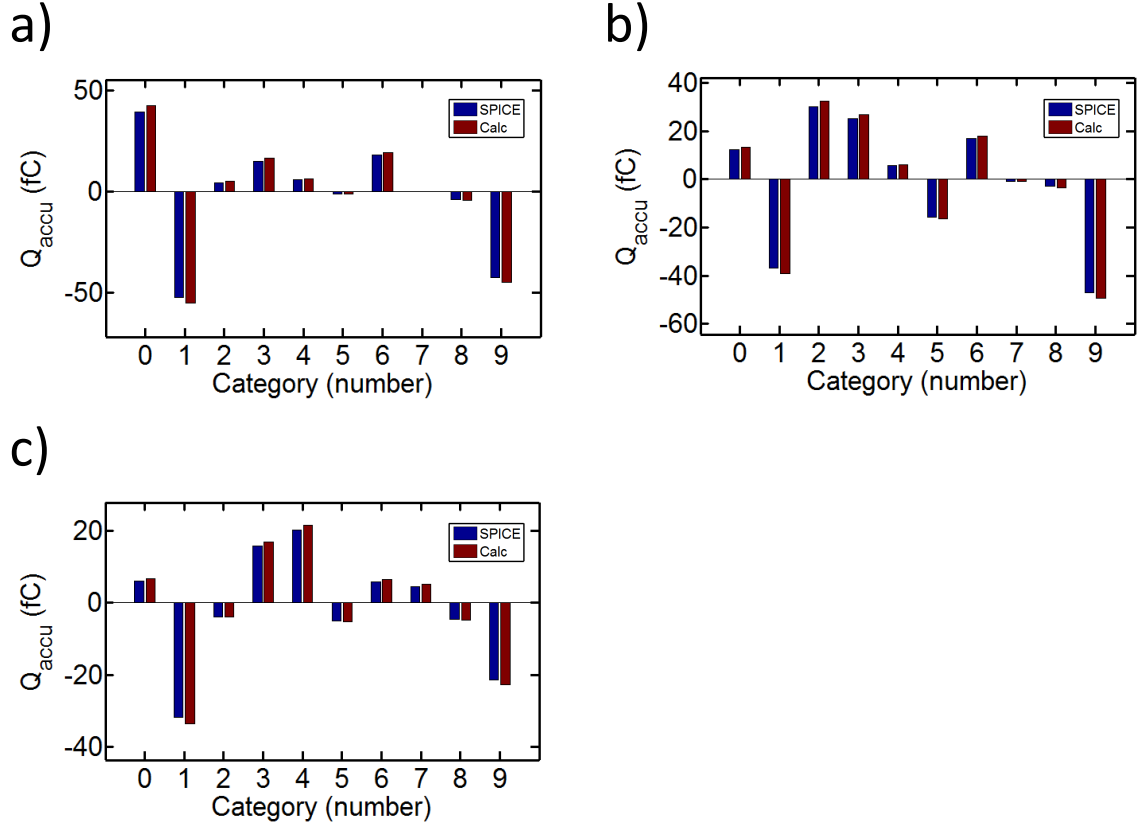 a)
50
0
-50
Q_accu (fC)
SPICE
Calc
0 1 2 3 4 5 6 7 8 9
Category (number)
b)
40
20
0
-20
-40
-60
Q_accu (fC)
SPICE
Calc
0 1 2 3 4 5 6 7 8 9
Category (number)
c)
20
0
-20
-40
Q_accu (fC)
SPICE
Calc
0 1 2 3 4 5 6 7 8 9
Category (number)